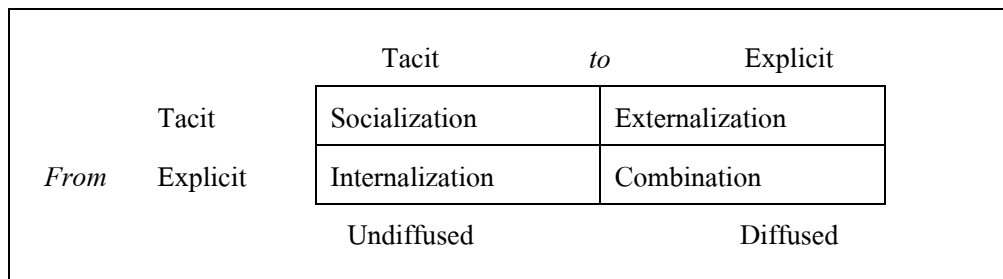 Tacit to Explicit
Tacit Socialization Externalization
From Explicit Internalization Combination
Undiffused Diffused